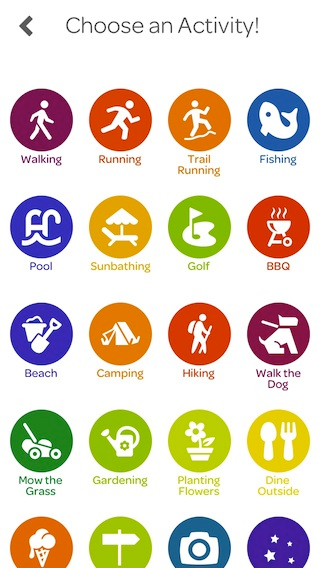 Choose an Activity!
Walking
Running
Trail
Running
Fishing
Pool
Sunbathing
Golf
BBQ
Beach
Camping
Hiking
Walk the
Dog
Mow the
Grass
Gardening
Planting
Flowers
Dine
Outside